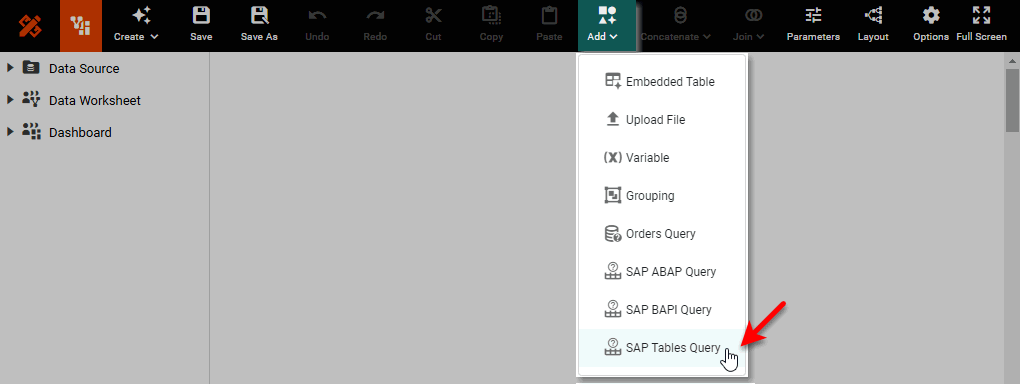 Create Save Save As Undo Redo Cut Copy Paste Add Concatenate Join Parameters Layout Options Full Screen
Data Source
Data Worksheet
Dashboard
Embedded Table
Upload File
(X) Variable
Grouping
Orders Query
SAP ABAP Query
SAP BAPI Query
SAP Tables Query